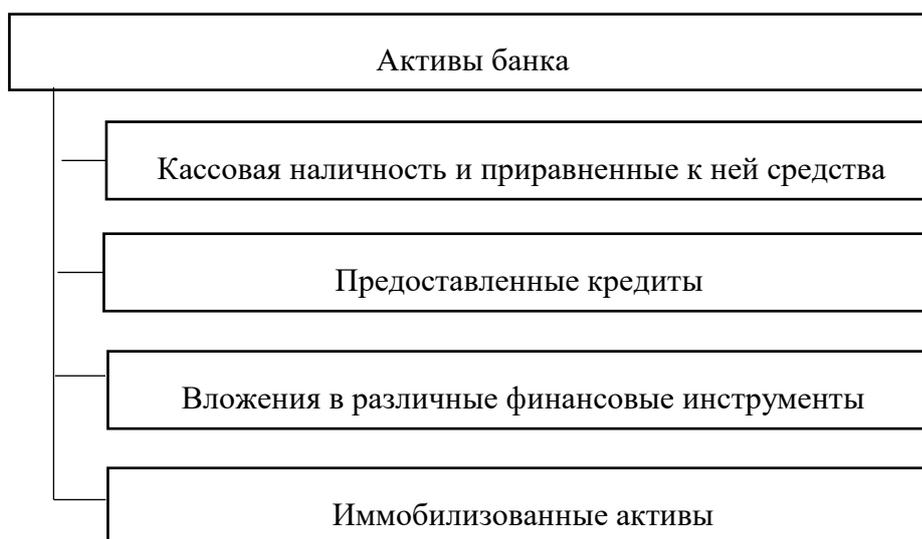 Активы банка
Кассовая наличность и приравненные к ней средства
Предоставленные кредиты
Вложения в различные финансовые инструменты
Иммобилизованные активы